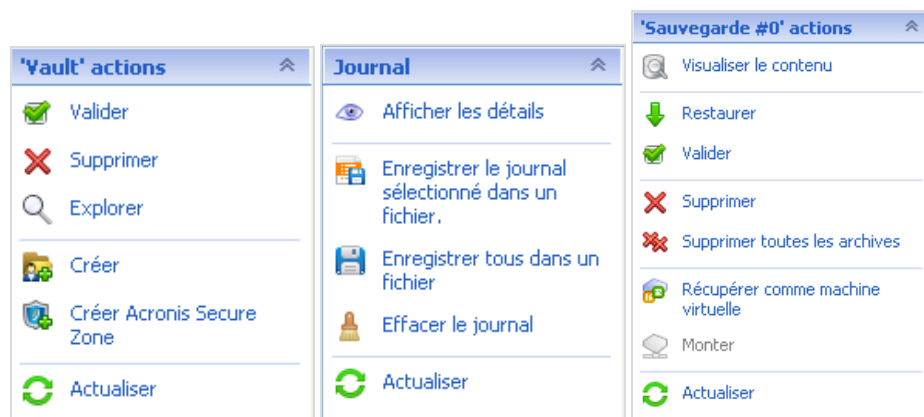 'Vault' actions
Valider
Supprimer
Explorer
Créer
Créer Acronis Secure
Zone
Actualiser
Journal
Afficher les détails
Enregistrer le journal
sélectionné dans un
fichier.
Enregistrer tous dans un
fichier
Effacer le journal
Actualiser
'Sauvegarde #0' actions
Visualiser le contenu
Restaurer
Valider
Supprimer
Supprimer toutes les archives
Récupérer comme machine
virtuelle
Monter
Actualiser